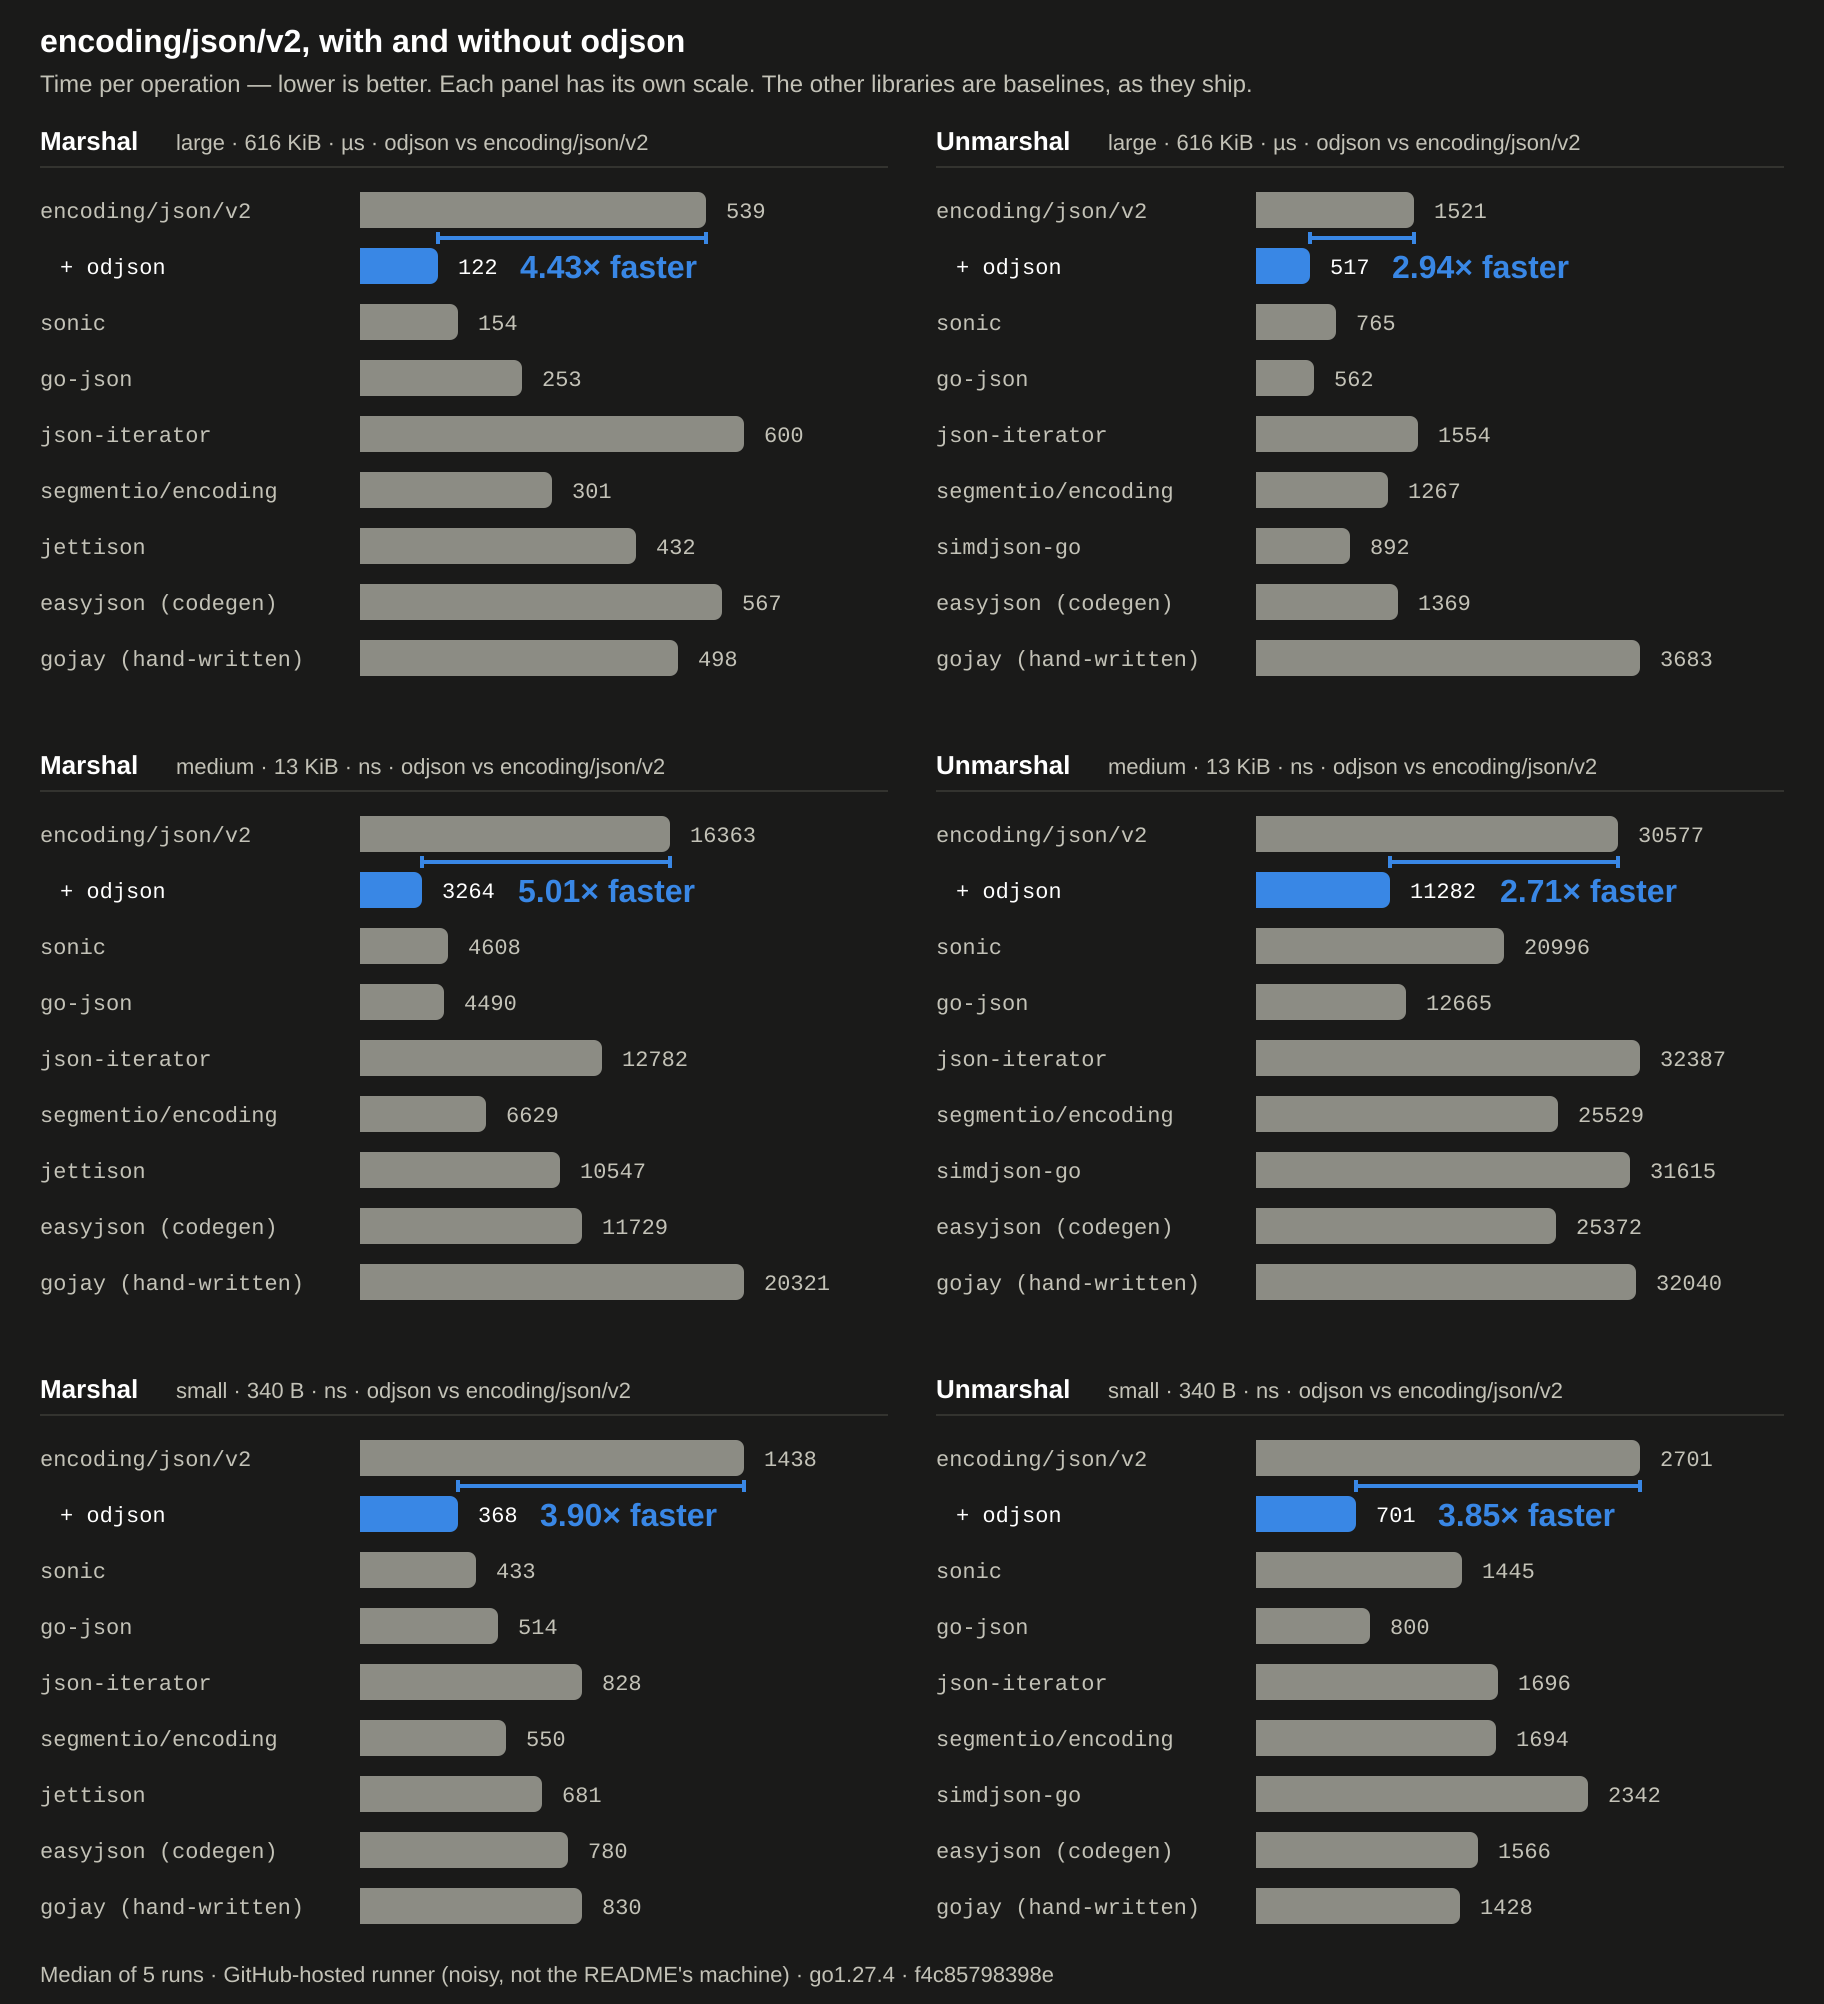 encoding/json/v2, with and without odjson
Time per operation — lower is better. Each panel has its own scale. The other libraries are baselines, as they ship.
Marshal large · 616 KiB · µs · odjson vs encoding/json/v2
encoding/json/v2 539
+ odjson 122 4.43× faster
sonic 154
go-json 253
json-iterator 600
segmentio/encoding 301
jettison 432
easyjson (codegen) 567
gojay (hand-written) 498
Unmarshal large · 616 KiB · µs · odjson vs encoding/json/v2
encoding/json/v2 1521
+ odjson 517 2.94× faster
sonic 765
go-json 562
json-iterator 1554
segmentio/encoding 1267
simdjson-go 892
easyjson (codegen) 1369
gojay (hand-written) 3683
Marshal medium · 13 KiB · ns · odjson vs encoding/json/v2
encoding/json/v2 16363
+ odjson 3264 5.01× faster
sonic 4608
go-json 4490
json-iterator 12782
segmentio/encoding 6629
jettison 10547
easyjson (codegen) 11729
gojay (hand-written) 20321
Unmarshal medium · 13 KiB · ns · odjson vs encoding/json/v2
encoding/json/v2 30577
+ odjson 11282 2.71× faster
sonic 20996
go-json 12665
json-iterator 32387
segmentio/encoding 25529
simdjson-go 31615
easyjson (codegen) 25372
gojay (hand-written) 32040
Marshal small · 340 B · ns · odjson vs encoding/json/v2
encoding/json/v2 1438
+ odjson 368 3.90× faster
sonic 433
go-json 514
json-iterator 828
segmentio/encoding 550
jettison 681
easyjson (codegen) 780
gojay (hand-written) 830
Unmarshal small · 340 B · ns · odjson vs encoding/json/v2
encoding/json/v2 2701
+ odjson 701 3.85× faster
sonic 1445
go-json 800
json-iterator 1696
segmentio/encoding 1694
simdjson-go 2342
easyjson (codegen) 1566
gojay (hand-written) 1428
Median of 5 runs · GitHub-hosted runner (noisy, not the README's machine) · go1.27.4 · f4c85798398e